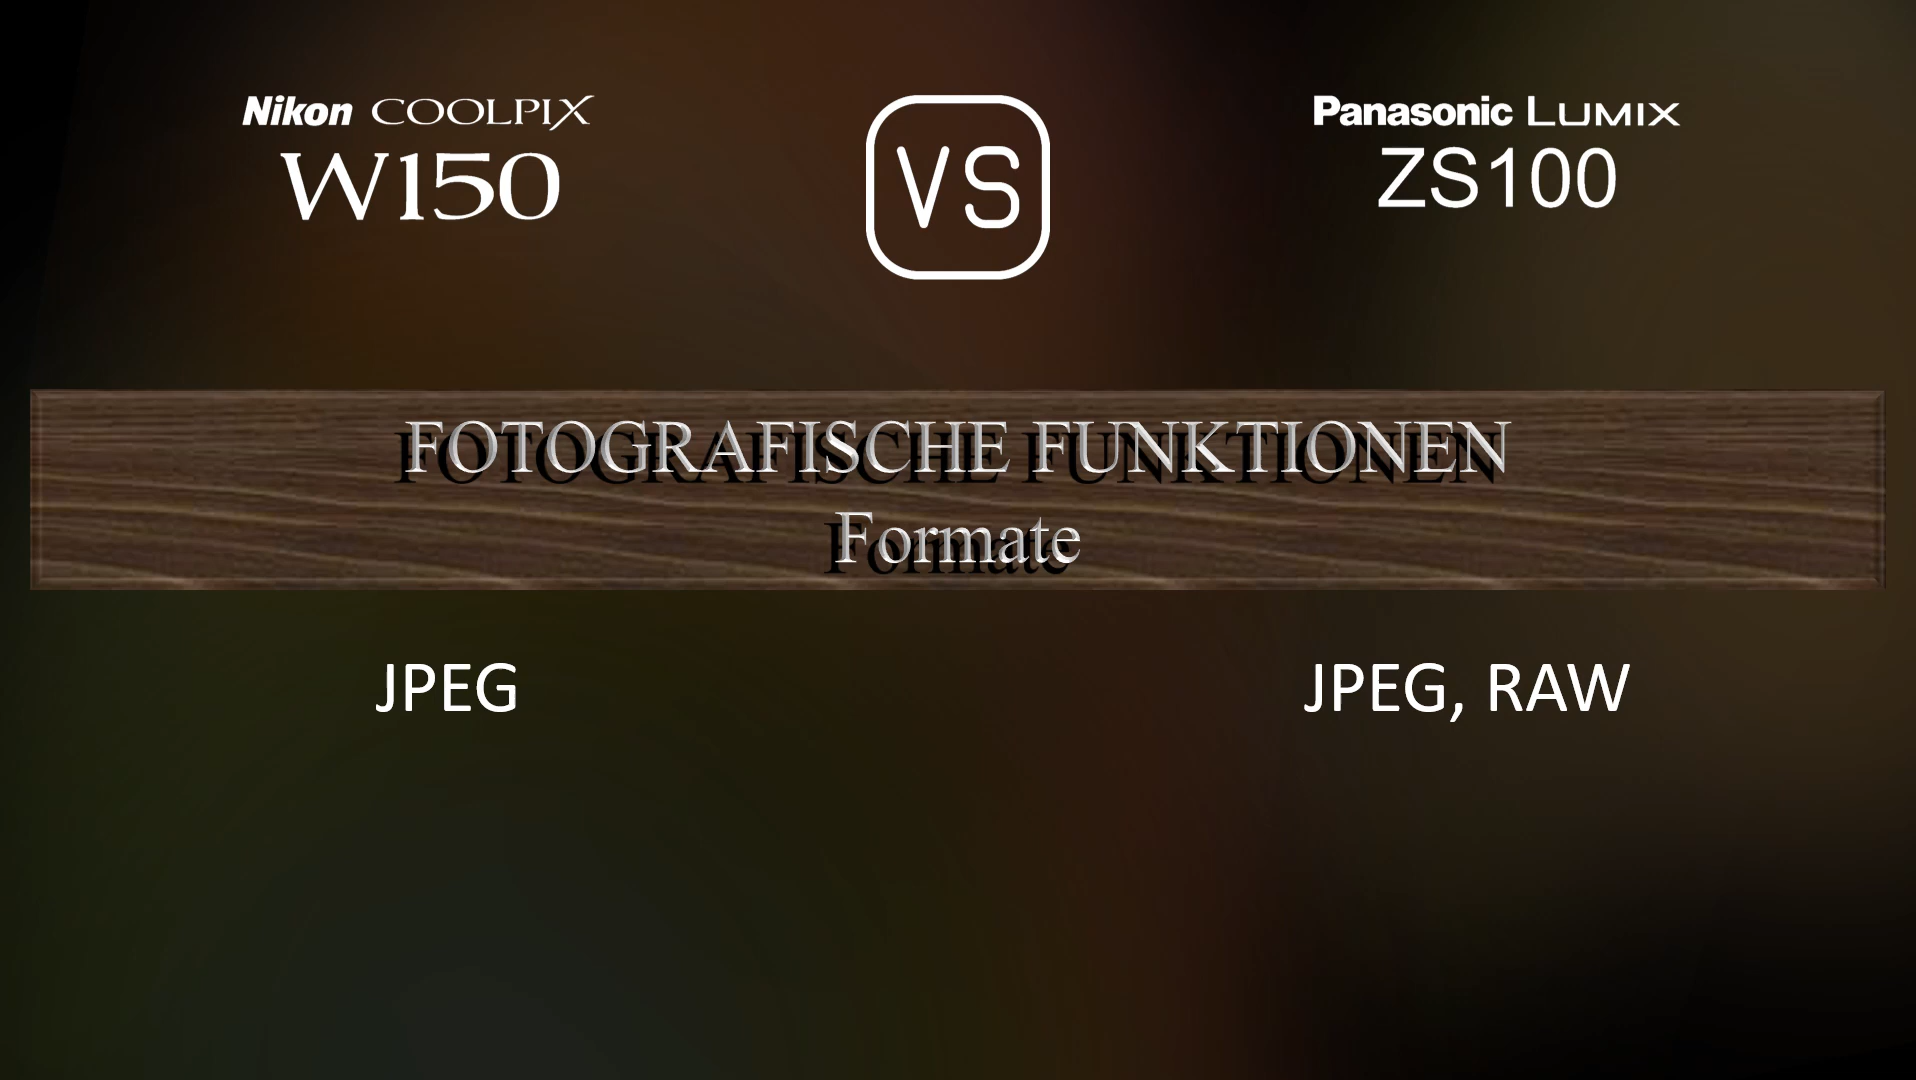 Nikon COOLPIX
W150
VS
Panasonic LUMIX
ZS100
FOTOGRAFISCHE FUNKTIONEN
Formate
JPEG
JPEG, RAW